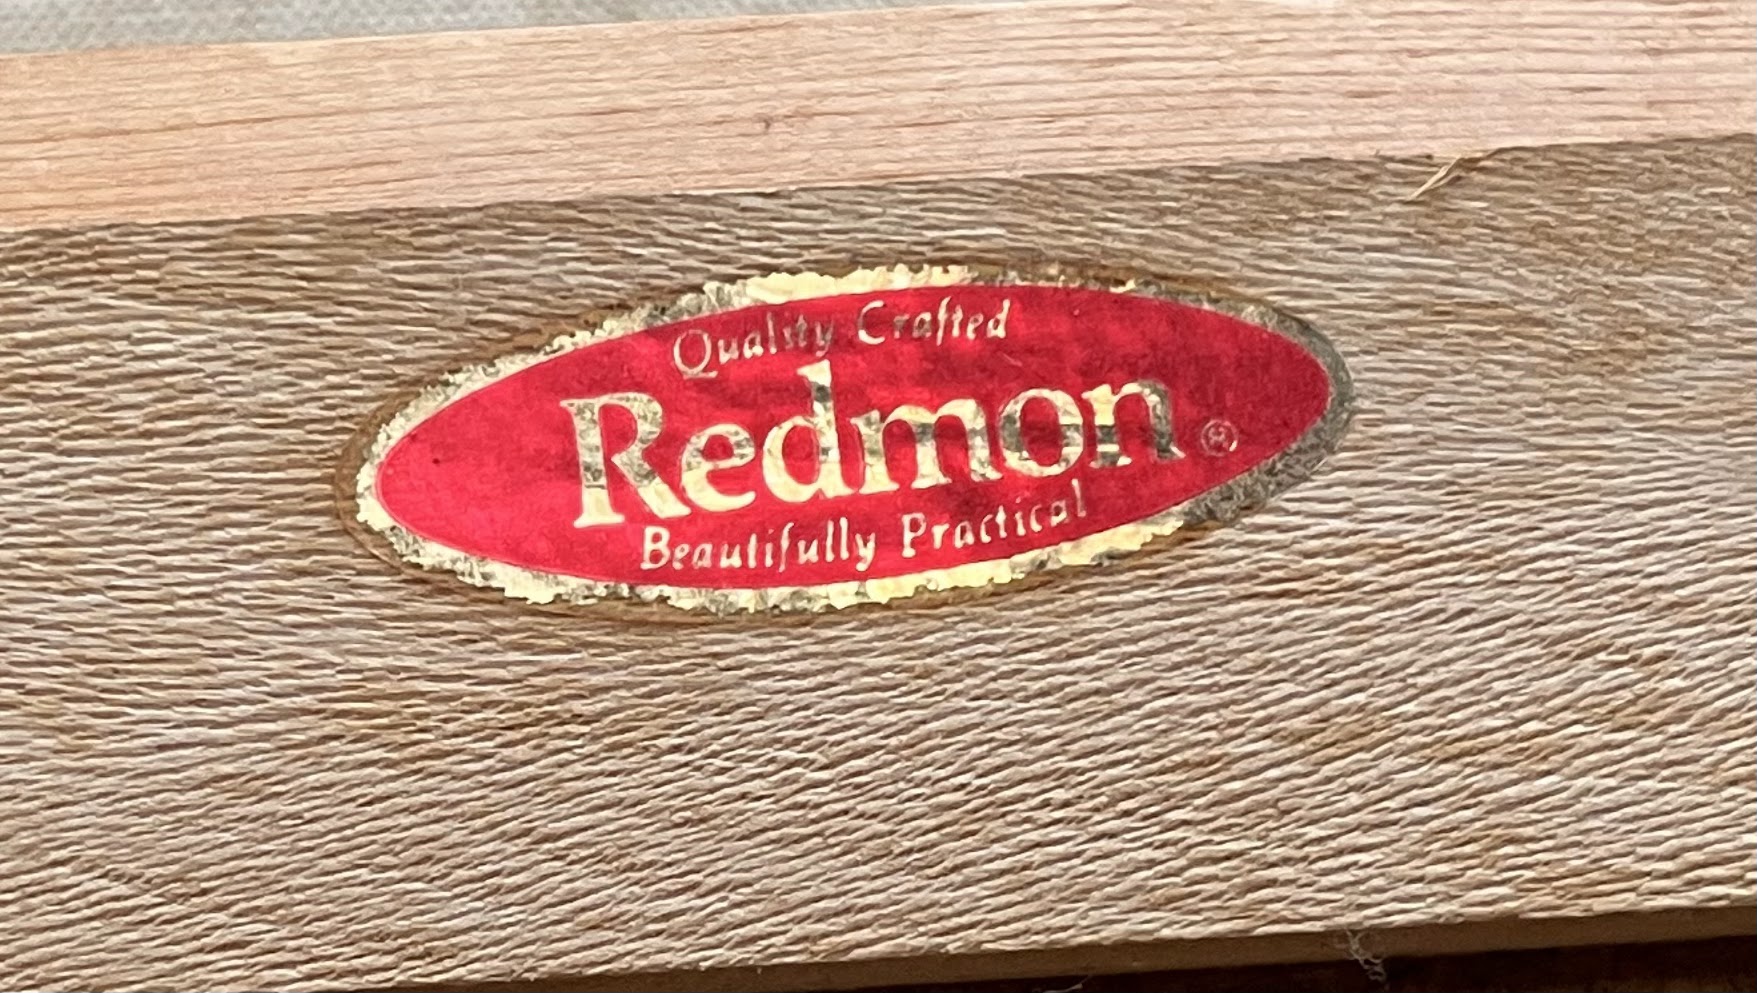 Quality Crafted
Redmon ®
Beautifully Practical